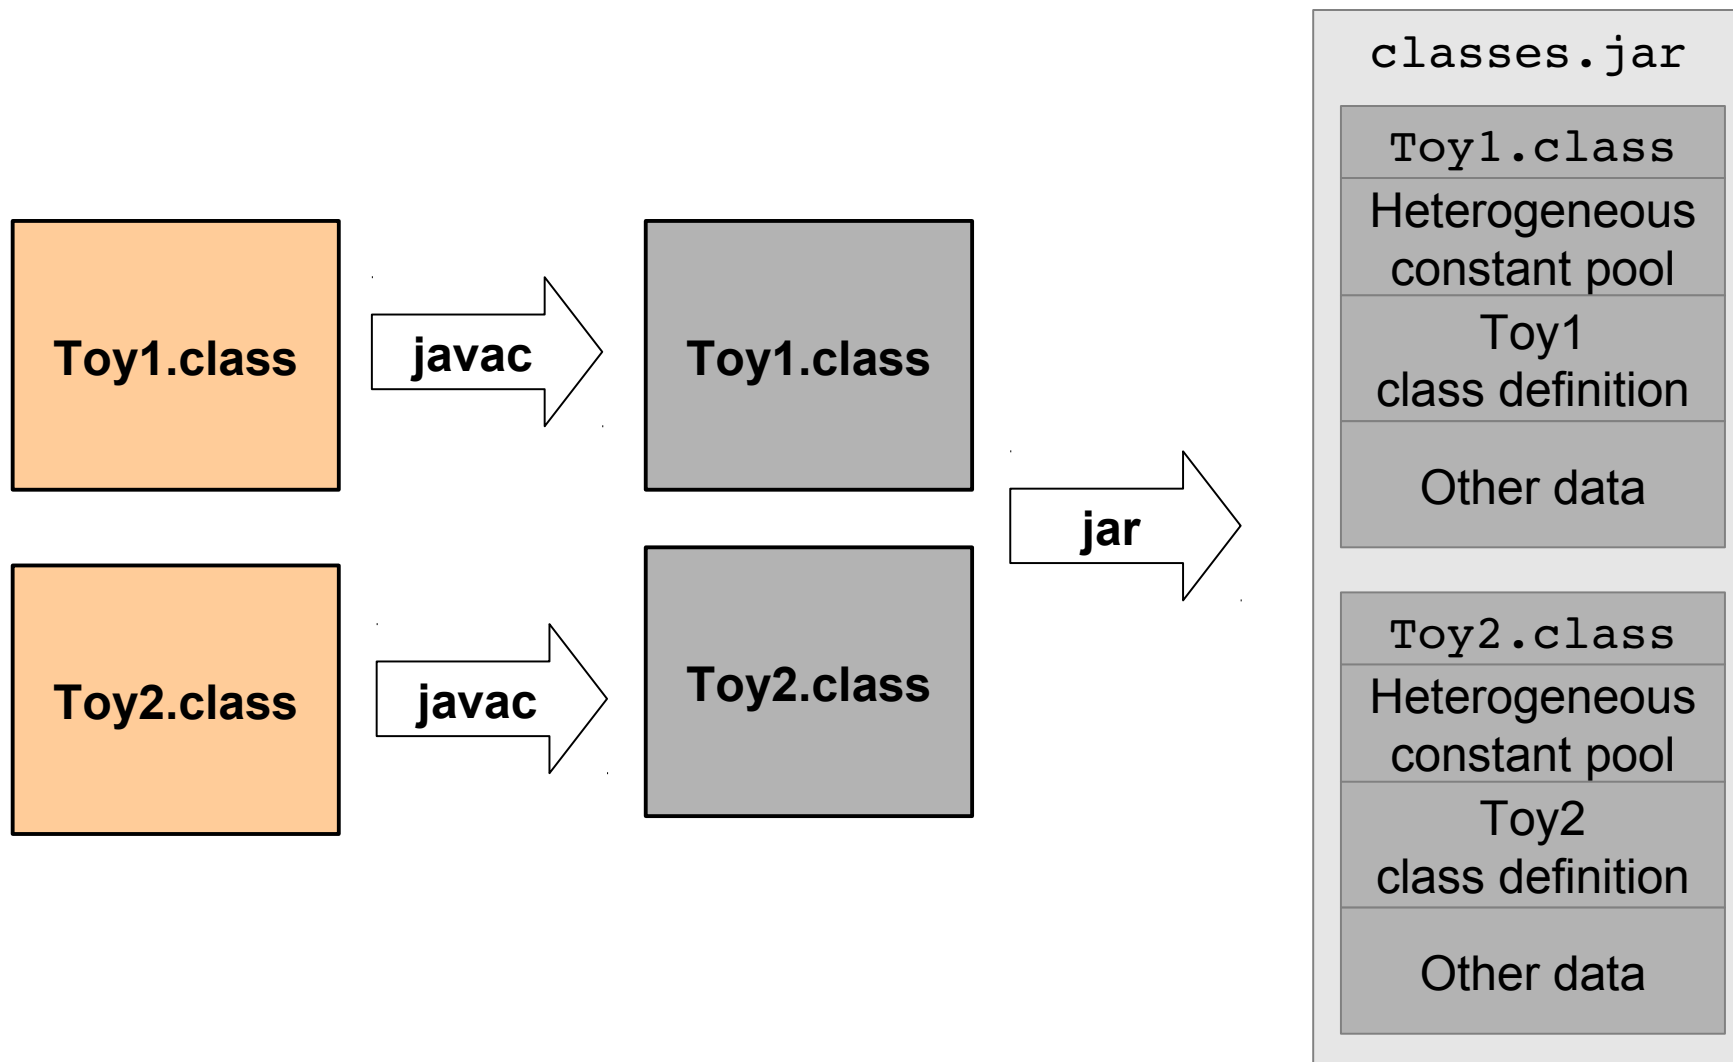 Toy1.class
javac
Toy1.class
Toy2.class
javac
Toy2.class
jar
classes.jar
Toy1.class
Heterogeneous
constant pool
Toy1
class definition
Other data
Toy2.class
Heterogeneous
constant pool
Toy2
class definition
Other data